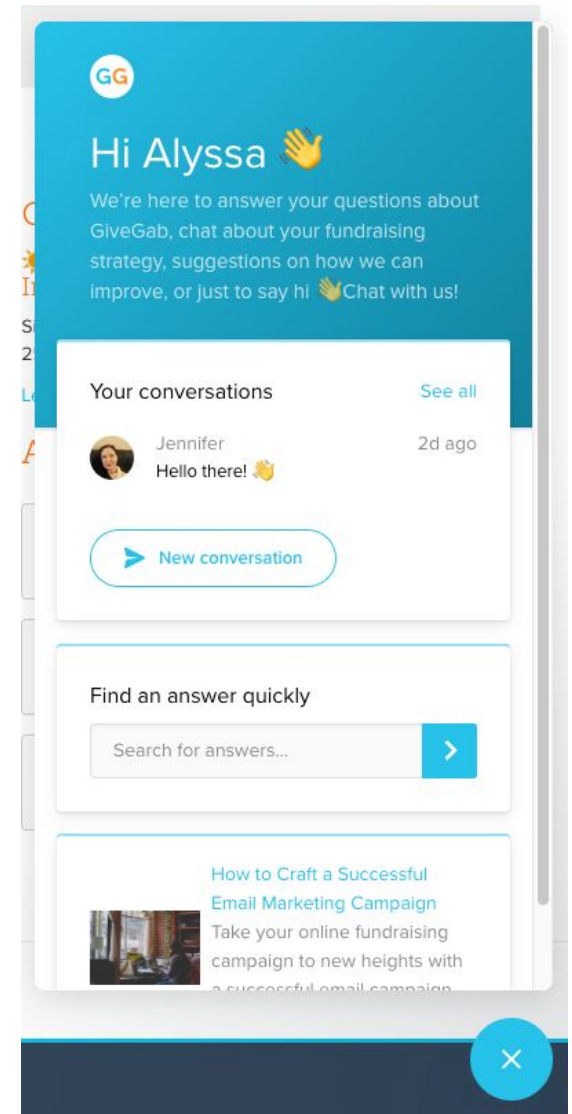 GG
Hi Alyssa 👋
We're here to answer your questions about
GiveGab, chat about your fundraising
strategy, suggestions on how we can
improve, or just to say hi 👋Chat with us!
Your conversations
See all
Jennifer
2d ago
Hello there! 👋
New conversation
Find an answer quickly
Search for answers...
How to Craft a Successful
Email Marketing Campaign
Take your online fundraising
campaign to new heights with
a successful email campaign